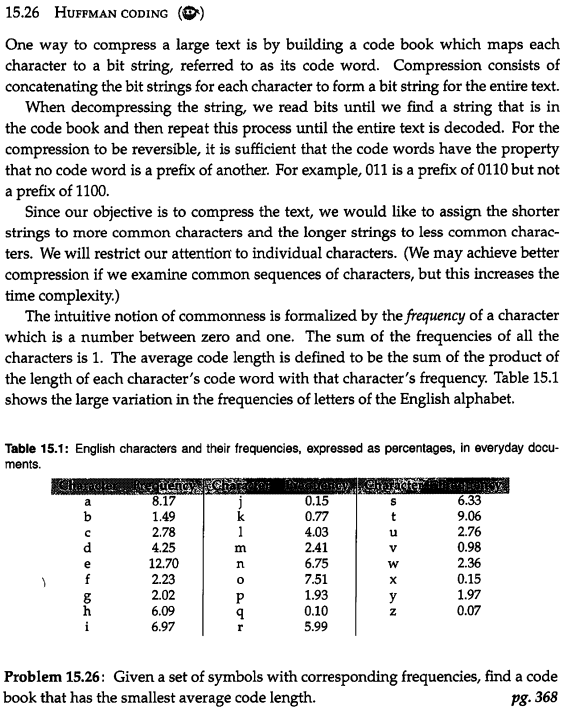 15.26 HUFFMAN CODING
One way to compress a large text is by building a code book which maps each
character to a bit string, referred to as its code word. Compression consists of
concatenating the bit strings for each character to form a bit string for the entire text.
When decompressing the string, we read bits until we find a string that is in
the code book and then repeat this process until the entire text is decoded. For the
compression to be reversible, it is sufficient that the code words have the property
that no code word is a prefix of another. For example, 011 is a prefix of 0110 but not
a prefix of 1100.
Since our objective is to compress the text, we would like to assign the shorter
strings to more common characters and the longer strings to less common charac-
ters. We will restrict our attention to individual characters. (We may achieve better
compression if we examine common sequences of characters, but this increases the
time complexity.)
The intuitive notion of commonness is formalized by the frequency of a character
which is a number between zero and one. The sum of the frequencies of all the
characters is 1. The average code length is defined to be the sum of the product of
the length of each character's code word with that character's frequency. Table 15.1
shows the large variation in the frequencies of letters of the English alphabet.
Table 15.1: English characters and their frequencies, expressed as percentages, in everyday docu-
ments.
Character Frequency Character Frequency Character Frequency
a 8.17 j 0.15 s 6.33
b 1.49 k 0.77 t 9.06
c 2.78 l 4.03 u 2.76
d 4.25 m 2.41 v 0.98
e 12.70 n 6.75 w 2.36
f 2.23 o 7.51 x 0.15
g 2.02 p 1.93 y 1.97
h 6.09 q 0.10 z 0.07
i 6.97 r 5.99
Problem 15.26: Given a set of symbols with corresponding frequencies, find a code
book that has the smallest average code length. pg. 368